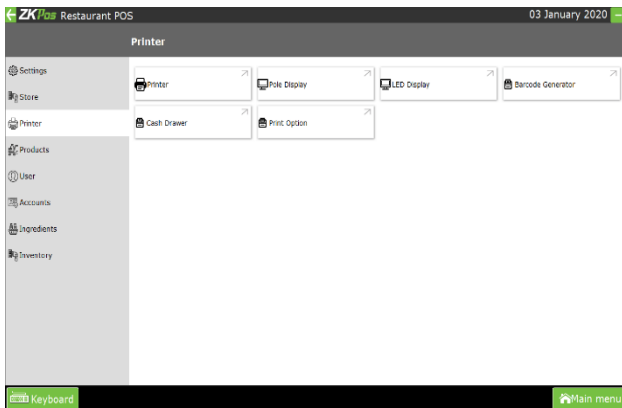 ZKPos Restaurant POS
03 January 2020
Printer
Settings
Store
Printer
Products
User
Accounts
Ingredients
Inventory
Printer
Pole Display
LED Display
Barcode Generator
Cash Drawer
Print Option
Keyboard
Main menu